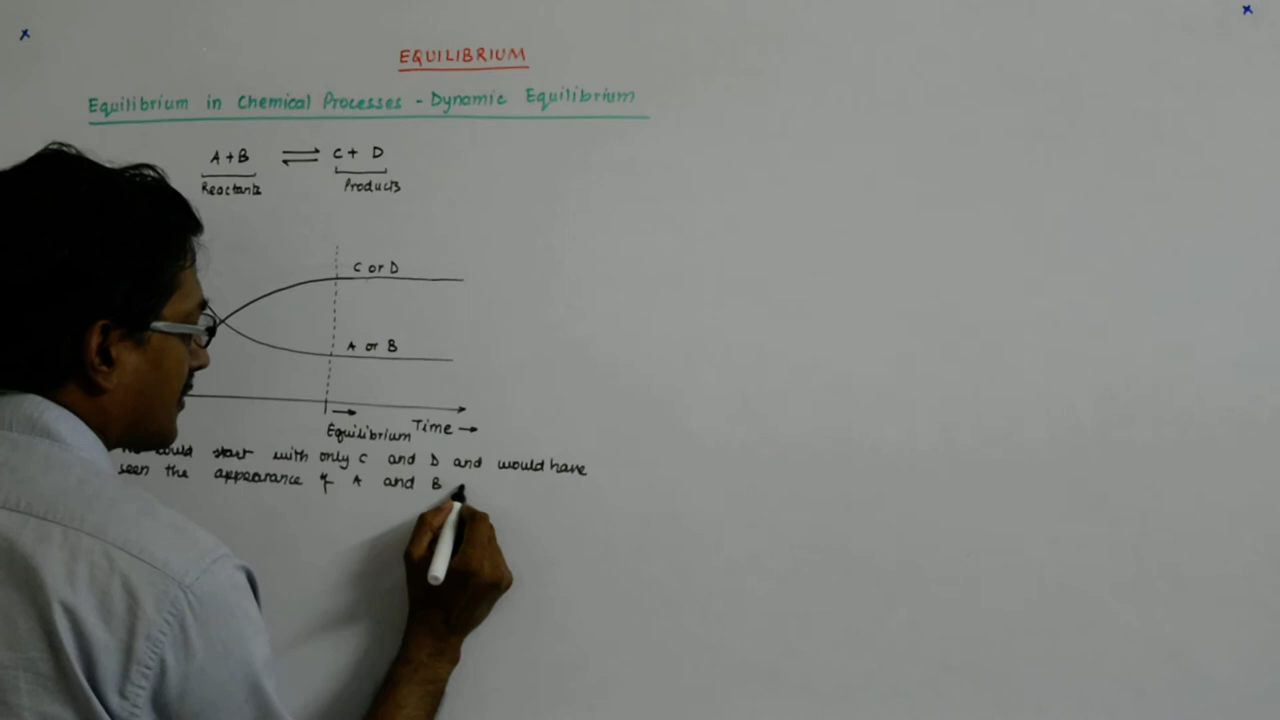 EQUILIBRIUM
Equilibrium in Chemical Processes - Dynamic Equilibrium
A+B ⇌ C+ D
Reactants Products
C or D
A or B
Equilibrium Time →
could start with only C and D and would have
seen the appearance of A and B